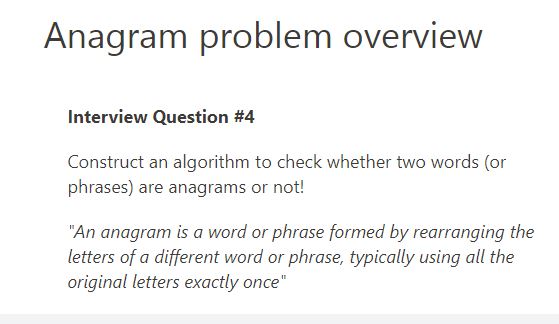 Anagram problem overview
Interview Question #4
Construct an algorithm to check whether two words (or
phrases) are anagrams or not!
"An anagram is a word or phrase formed by rearranging the
letters of a different word or phrase, typically using all the
original letters exactly once"